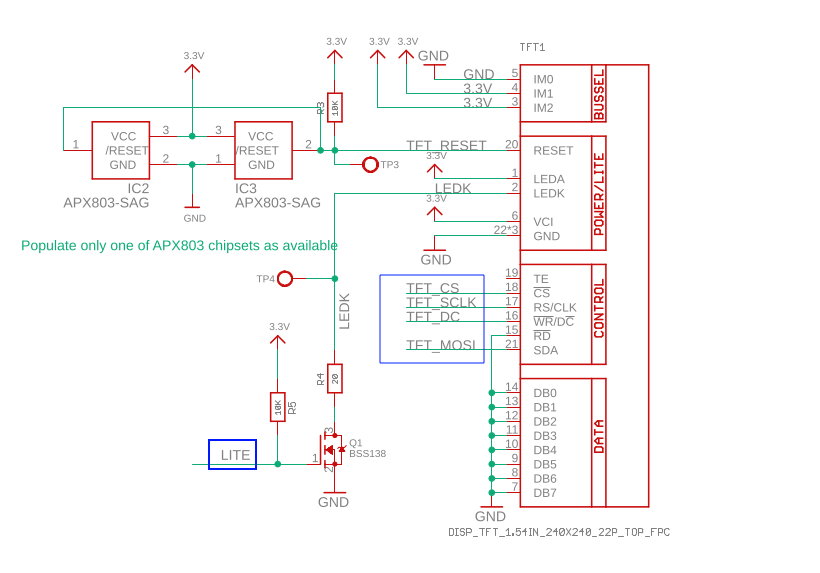 TFT1
3.3V
3.3V
3.3V
3.3V
GND
GND
5
IM0
3.3V
4
IM1
3.3V
3
IM2
BUSSEL
R3
10K
1
VCC
/RESET
GND
3
2
3
1
VCC
/RESET
GND
2
IC2
APX803-SAG
IC3
APX803-SAG
GND
TP3
TFT_RESET
20
RESET
3.3V
1
LEDA
LEDK
2
LEDK
3.3V
6
VCI
22*3
GND
GND
POWER/LITE
Populate only one of APX803 chipsets as available
TP4
LEDK
19
TE
TFT_CS
18
CS
TFT_SCLK
17
RS/CLK
TFT_DC
16
WR/DC
15
RD
TFT_MOSI
21
SDA
CONTROL
3.3V
R4
20
R5
10K
LITE
1
3
2
Q1
BSS138
GND
14
DB0
13
DB1
12
DB2
11
DB3
10
DB4
9
DB5
8
DB6
7
DB7
DATA
GND
DISP_TFT_1.54IN_240X240_22P_TOP_FPC